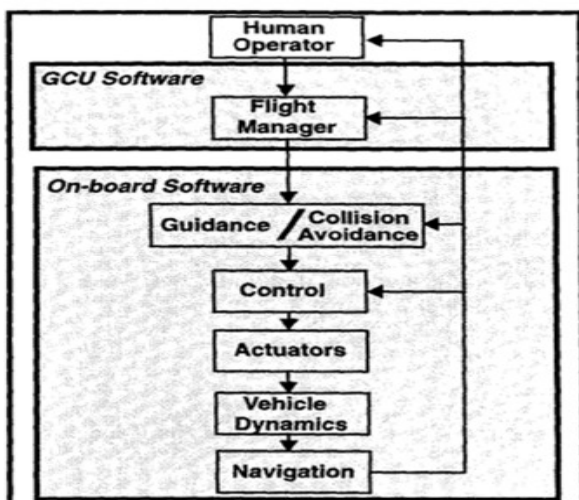 Human
Operator
GCU Software
Flight
Manager
On-board Software
Guidance / Collision
Avoidance
Control
Actuators
Vehicle
Dynamics
Navigation